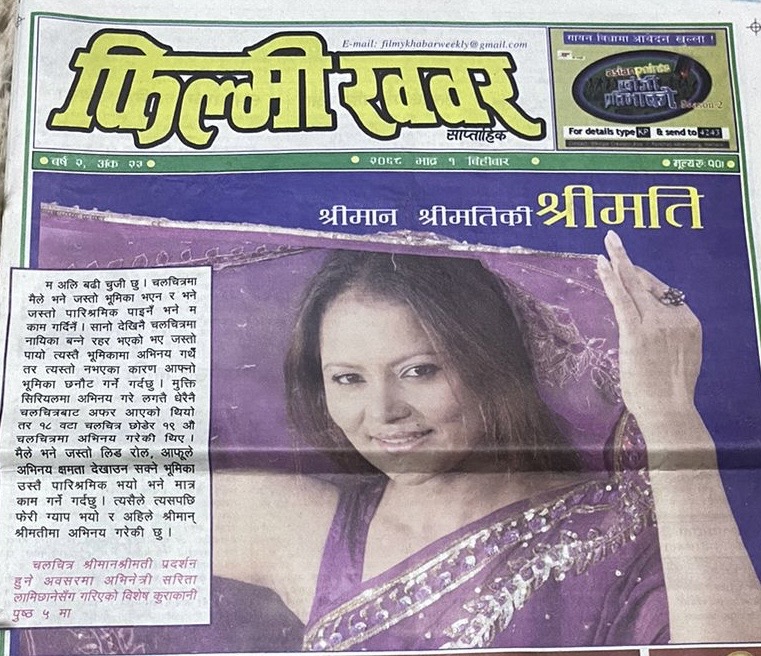 E-mail: filmykhabarweekly@gmail.com
फिल्मी खबर
साप्ताहिक
गायन विधामा आवेदन खुल्ला !
asianpaints
खोजी
प्रतिभाको
Season-2
For details type KP & send to 4243
वर्ष २, अंक २७
२०६८ भाद्र १ बिहीबार
मूल्य रु. १०।
श्रीमान श्रीमतिकी श्रीमति
म अलि बढी चुजी छु । चलचित्रमा
मैले भने जस्तो भूमिका भएन र भने
जस्तो पारिश्रमिक पाइनँ भने म
काम गर्दिनँ । सानो देखिनै चलचित्रमा
नायिका बन्ने रहर भएको भए जस्तो
पायो त्यस्तै भूमिकामा अभिनय गर्थें
तर त्यस्तो नभएका कारण आफ्नो
भूमिका छनौट गर्ने गर्दछु । मुक्ति
सिरियलमा अभिनय गरे लगत्तै धेरैनै
चलचित्रबाट अफर आएको थियो
तर १८ वटा चलचित्र छोडेर १९ औ
चलचित्रमा अभिनय गरेकी थिए ।
मैले भने जस्तो लिड रोल, आफूले
अभिनय क्षमता देखाउन सक्ने भूमिका
उस्तै पारिश्रमिक भयो भने मात्र
काम गर्ने गर्दछु । त्यसैले त्यसपछि
फेरी ग्याप भयो र अहिले श्रीमान्
श्रीमतीमा अभिनय गरेकी छु ।
चलचित्र श्रीमानश्रीमती प्रदर्शन
हुने अवसरमा अभिनेत्री सरिता
लामिछानेसँग गरिएको विशेष कुराकानी
पुष्ठ ५ मा